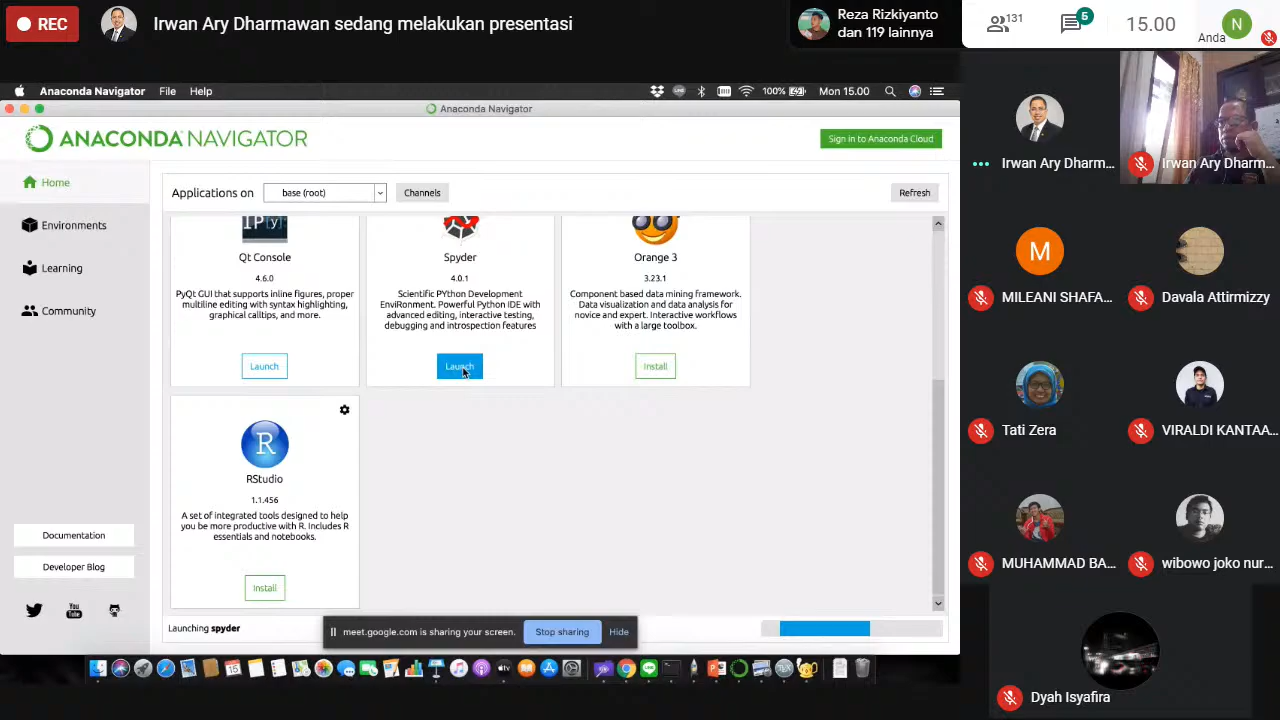 REC
Irwan Ary Dharmawan sedang melakukan presentasi
Reza Rizkiyanto
dan 119 lainnya
131
5
15.00
Anda
N
Anaconda Navigator File Help
100%
Mon 15.00
Anaconda Navigator
ANACONDA NAVIGATOR
Sign in to Anaconda Cloud
Home
Environments
Learning
Community
Documentation
Developer Blog
Applications on
base (root)
Channels
Refresh
IP[y]
Qt Console
4.6.0
PyQt GUI that supports inline figures, proper
multiline editing with syntax highlighting,
graphical calltips, and more.
Launch
Spyder
4.0.1
Scientific PYthon Development
EnviRonment. Powerful Python IDE with
advanced editing, interactive testing,
debugging and introspection features
Launch
Orange 3
3.23.1
Component based data mining framework.
Data visualization and data analysis for
novice and expert. Interactive workflows
with a large toolbox.
Install
R
RStudio
1.1.456
A set of integrated tools designed to help
you be more productive with R. Includes R
essentials and notebooks.
Install
Launching spyder
meet.google.com is sharing your screen.
Stop sharing
Hide
Irwan Ary Dharm...
Irwan Ary Dharm...
M
MILEANI SHAFA...
Davala Attirmizzy
Tati Zera
VIRALDI KANTAA...
MUHAMMAD BA...
wibowo joko nur...
Dyah Isyafira